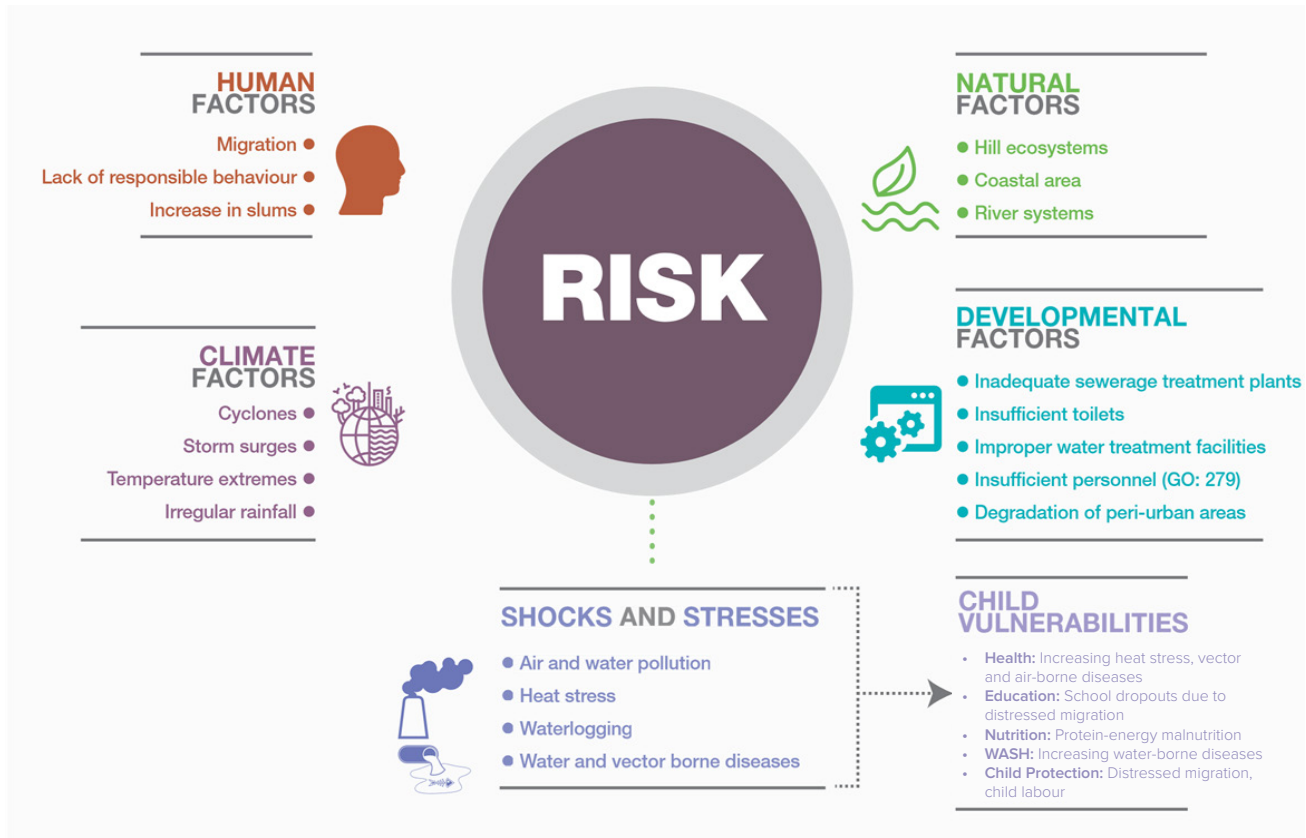 HUMAN
FACTORS
● Migration
● Lack of responsible behaviour
● Increase in slums
CLIMATE
FACTORS
● Cyclones
● Storm surges
● Temperature extremes
● Irregular rainfall
RISK
NATURAL
FACTORS
● Hill ecosystems
● Coastal area
● River systems
DEVELOPMENTAL
FACTORS
● Inadequate sewerage treatment plants
● Insufficient toilets
● Improper water treatment facilities
● Insufficient personnel (GO: 279)
● Degradation of peri-urban areas
SHOCKS AND STRESSES
● Air and water pollution
● Heat stress
● Waterlogging
● Water and vector borne diseases
CHILD
VULNERABILITIES
• Health: Increasing heat stress, vector
and air-borne diseases
• Education: School dropouts due to
distressed migration
• Nutrition: Protein-energy malnutrition
• WASH: Increasing water-borne diseases
• Child Protection: Distressed migration,
child labour